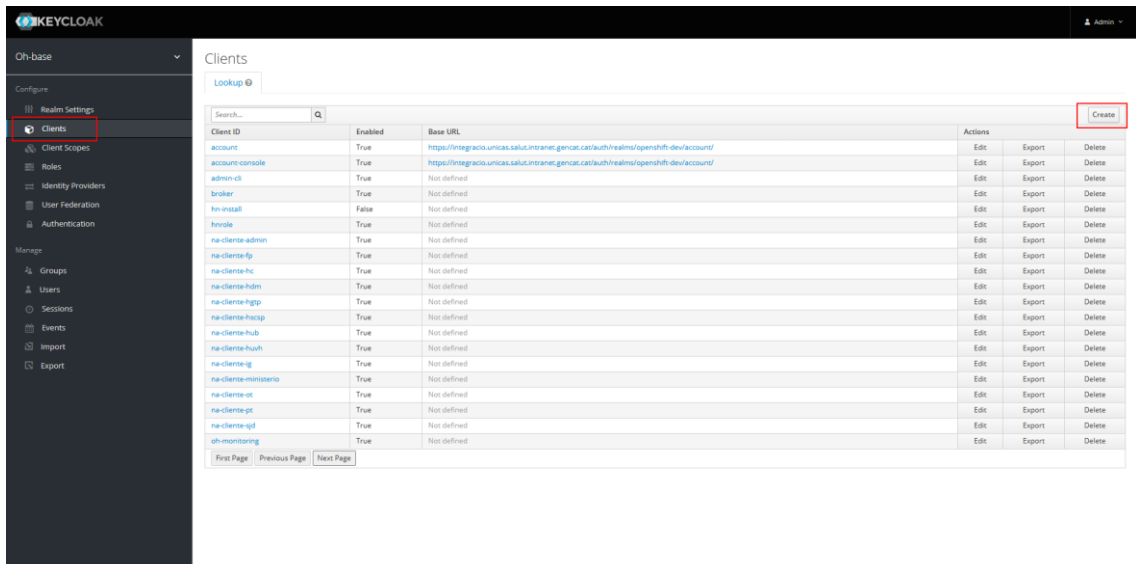 KEYCLOAK
Admin
Oh-base
Configure
Realm Settings
Clients
Client Scopes
Roles
Identity Providers
User Federation
Authentication
Manage
Groups
Users
Sessions
Events
Import
Export
Clients
Lookup
Search...
Create
Client ID Enabled Base URL Actions
account True https://integracio.unicas.salut.intranet.gencat.cat/auth/realms/openshift-dev/account/ Edit Export Delete
account-console True https://integracio.unicas.salut.intranet.gencat.cat/auth/realms/openshift-dev/account/ Edit Export Delete
admin-cli True Not defined Edit Export Delete
broker True Not defined Edit Export Delete
hn-install False Not defined Edit Export Delete
hnrole True Not defined Edit Export Delete
na-cliente-admin True Not defined Edit Export Delete
na-cliente-fp True Not defined Edit Export Delete
na-cliente-hc True Not defined Edit Export Delete
na-cliente-hdm True Not defined Edit Export Delete
na-cliente-hgtp True Not defined Edit Export Delete
na-cliente-hscsp True Not defined Edit Export Delete
na-cliente-hub True Not defined Edit Export Delete
na-cliente-huvh True Not defined Edit Export Delete
na-cliente-ig True Not defined Edit Export Delete
na-cliente-ministerio True Not defined Edit Export Delete
na-cliente-ot True Not defined Edit Export Delete
na-cliente-pt True Not defined Edit Export Delete
na-cliente-sjd True Not defined Edit Export Delete
oh-monitoring True Not defined Edit Export Delete
First Page Previous Page Next Page